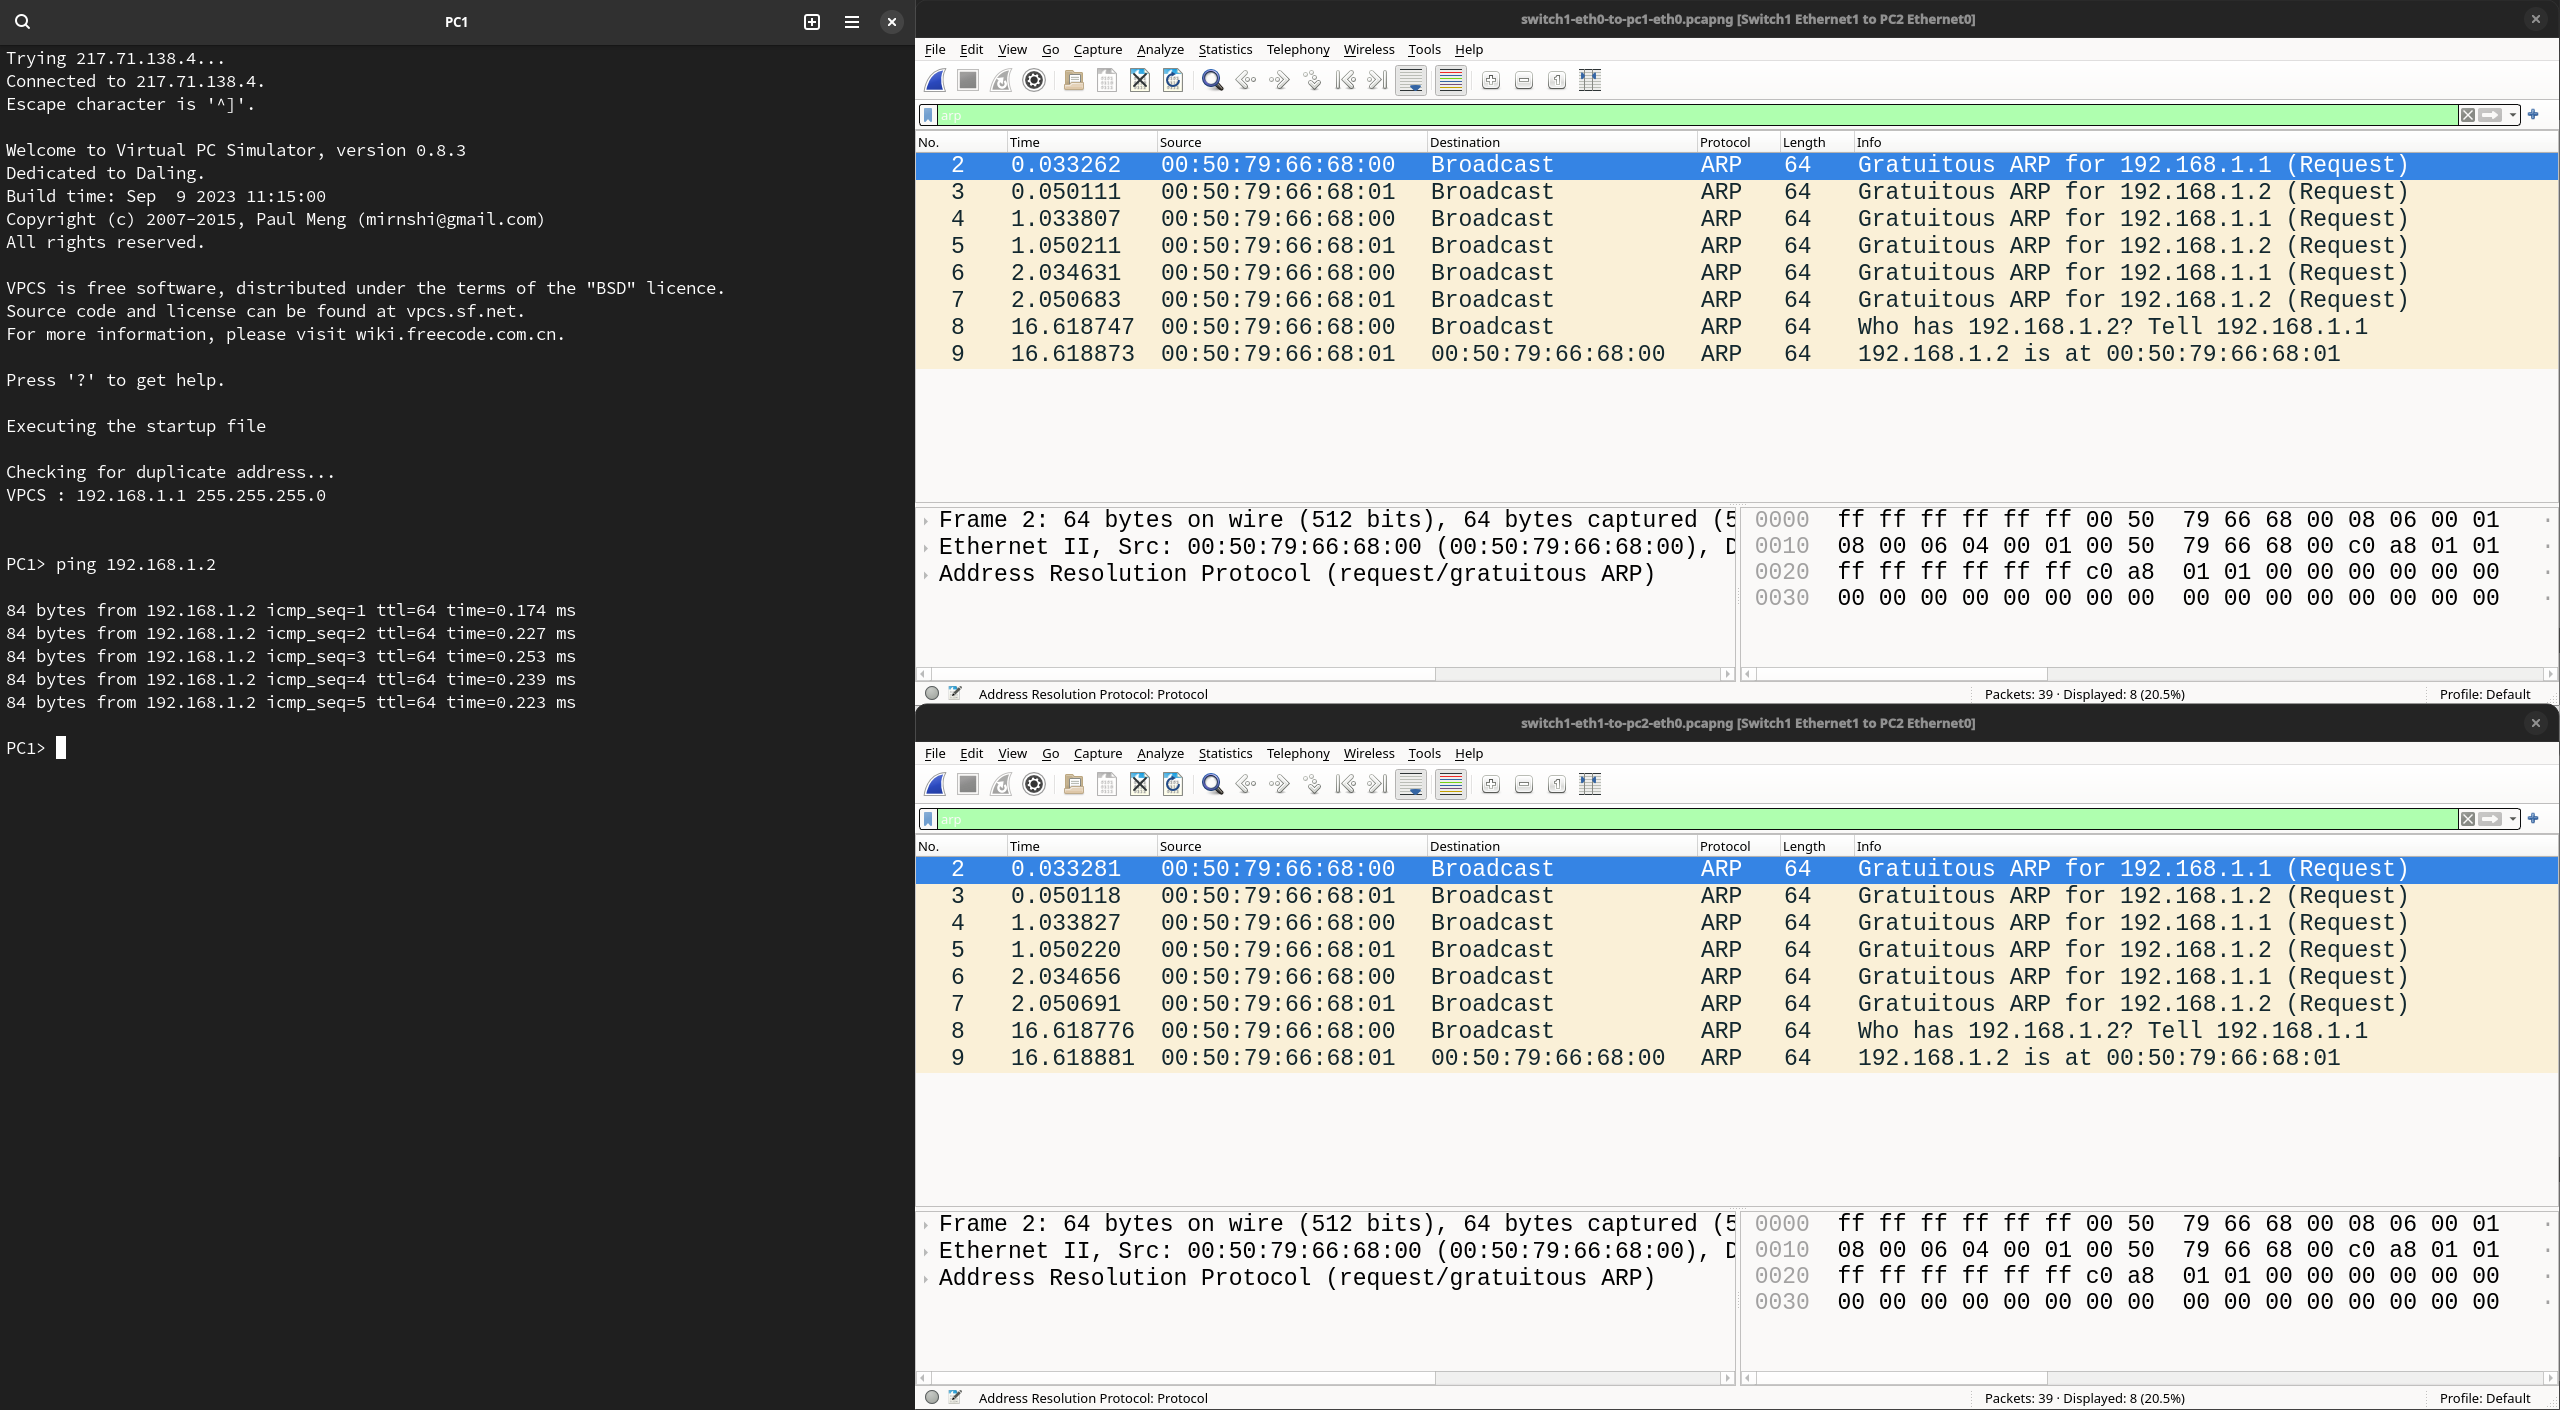 PC1
Trying 217.71.138.4...
Connected to 217.71.138.4.
Escape character is '^]'.
Welcome to Virtual PC Simulator, version 0.8.3
Dedicated to Daling.
Build time: Sep  9 2023 11:15:00
Copyright (c) 2007-2015, Paul Meng (mirnshi@gmail.com)
All rights reserved.
VPCS is free software, distributed under the terms of the "BSD" licence.
Source code and license can be found at vpcs.sf.net.
For more information, please visit wiki.freecode.com.cn.
Press '?' to get help.
Executing the startup file
Checking for duplicate address...
VPCS : 192.168.1.1 255.255.255.0
PC1> ping 192.168.1.2
84 bytes from 192.168.1.2 icmp_seq=1 ttl=64 time=0.174 ms
84 bytes from 192.168.1.2 icmp_seq=2 ttl=64 time=0.227 ms
84 bytes from 192.168.1.2 icmp_seq=3 ttl=64 time=0.253 ms
84 bytes from 192.168.1.2 icmp_seq=4 ttl=64 time=0.239 ms
84 bytes from 192.168.1.2 icmp_seq=5 ttl=64 time=0.223 ms
PC1>
switch1-eth0-to-pc1-eth0.pcapng [Switch1 Ethernet1 to PC2 Ethernet0]
File Edit View Go Capture Analyze Statistics Telephony Wireless Tools Help
arp
No. Time Source Destination Protocol Length Info
2 0.033262 00:50:79:66:68:00 Broadcast ARP 64 Gratuitous ARP for 192.168.1.1 (Request)
3 0.050111 00:50:79:66:68:01 Broadcast ARP 64 Gratuitous ARP for 192.168.1.2 (Request)
4 1.033807 00:50:79:66:68:00 Broadcast ARP 64 Gratuitous ARP for 192.168.1.1 (Request)
5 1.050211 00:50:79:66:68:01 Broadcast ARP 64 Gratuitous ARP for 192.168.1.2 (Request)
6 2.034631 00:50:79:66:68:00 Broadcast ARP 64 Gratuitous ARP for 192.168.1.1 (Request)
7 2.050683 00:50:79:66:68:01 Broadcast ARP 64 Gratuitous ARP for 192.168.1.2 (Request)
8 16.618747 00:50:79:66:68:00 Broadcast ARP 64 Who has 192.168.1.2? Tell 192.168.1.1
9 16.618873 00:50:79:66:68:01 00:50:79:66:68:00 ARP 64 192.168.1.2 is at 00:50:79:66:68:01
Frame 2: 64 bytes on wire (512 bits), 64 bytes captured (5
Ethernet II, Src: 00:50:79:66:68:00 (00:50:79:66:68:00), D
Address Resolution Protocol (request/gratuitous ARP)
0000 ff ff ff ff ff ff 00 50 79 66 68 00 08 06 00 01 ·
0010 08 00 06 04 00 01 00 50 79 66 68 00 c0 a8 01 01 ·
0020 ff ff ff ff ff ff c0 a8 01 01 00 00 00 00 00 00 ·
0030 00 00 00 00 00 00 00 00 00 00 00 00 00 00 00 00 ·
Address Resolution Protocol: Protocol
Packets: 39 · Displayed: 8 (20.5%)
Profile: Default
switch1-eth1-to-pc2-eth0.pcapng [Switch1 Ethernet1 to PC2 Ethernet0]
File Edit View Go Capture Analyze Statistics Telephony Wireless Tools Help
arp
No. Time Source Destination Protocol Length Info
2 0.033281 00:50:79:66:68:00 Broadcast ARP 64 Gratuitous ARP for 192.168.1.1 (Request)
3 0.050118 00:50:79:66:68:01 Broadcast ARP 64 Gratuitous ARP for 192.168.1.2 (Request)
4 1.033827 00:50:79:66:68:00 Broadcast ARP 64 Gratuitous ARP for 192.168.1.1 (Request)
5 1.050220 00:50:79:66:68:01 Broadcast ARP 64 Gratuitous ARP for 192.168.1.2 (Request)
6 2.034656 00:50:79:66:68:00 Broadcast ARP 64 Gratuitous ARP for 192.168.1.1 (Request)
7 2.050691 00:50:79:66:68:01 Broadcast ARP 64 Gratuitous ARP for 192.168.1.2 (Request)
8 16.618776 00:50:79:66:68:00 Broadcast ARP 64 Who has 192.168.1.2? Tell 192.168.1.1
9 16.618881 00:50:79:66:68:01 00:50:79:66:68:00 ARP 64 192.168.1.2 is at 00:50:79:66:68:01
Frame 2: 64 bytes on wire (512 bits), 64 bytes captured (5
Ethernet II, Src: 00:50:79:66:68:00 (00:50:79:66:68:00), D
Address Resolution Protocol (request/gratuitous ARP)
0000 ff ff ff ff ff ff 00 50 79 66 68 00 08 06 00 01 ·
0010 08 00 06 04 00 01 00 50 79 66 68 00 c0 a8 01 01 ·
0020 ff ff ff ff ff ff c0 a8 01 01 00 00 00 00 00 00 ·
0030 00 00 00 00 00 00 00 00 00 00 00 00 00 00 00 00 ·
Address Resolution Protocol: Protocol
Packets: 39 · Displayed: 8 (20.5%)
Profile: Default